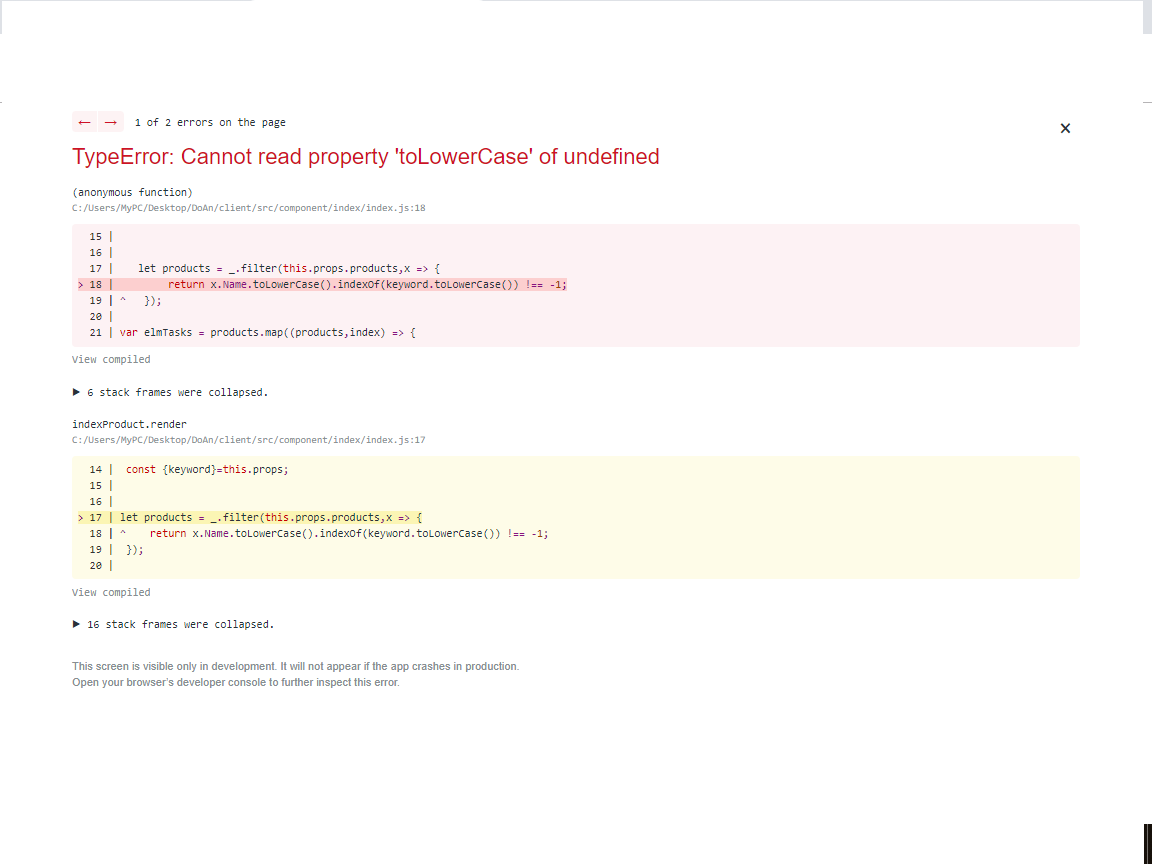 ← → 1 of 2 errors on the page
×
TypeError: Cannot read property 'toLowerCase' of undefined
(anonymous function)
C:/Users/MyPC/Desktop/DoAn/client/src/component/index/index.js:18
15 |
16 |
17 |    let products = _.filter(this.props.products,x => {
> 18 |         return x.Name.toLowerCase().indexOf(keyword.toLowerCase()) !== -1;
19 | ^   });
20 |
21 | var elmTasks = products.map((products,index) => {
View compiled
▶ 6 stack frames were collapsed.
indexProduct.render
C:/Users/MyPC/Desktop/DoAn/client/src/component/index/index.js:17
14 |  const {keyword}=this.props;
15 |
16 |
> 17 | let products = _.filter(this.props.products,x => {
18 | ^    return x.Name.toLowerCase().indexOf(keyword.toLowerCase()) !== -1;
19 |  });
20 |
View compiled
▶ 16 stack frames were collapsed.
This screen is visible only in development. It will not appear if the app crashes in production.
Open your browser's developer console to further inspect this error.